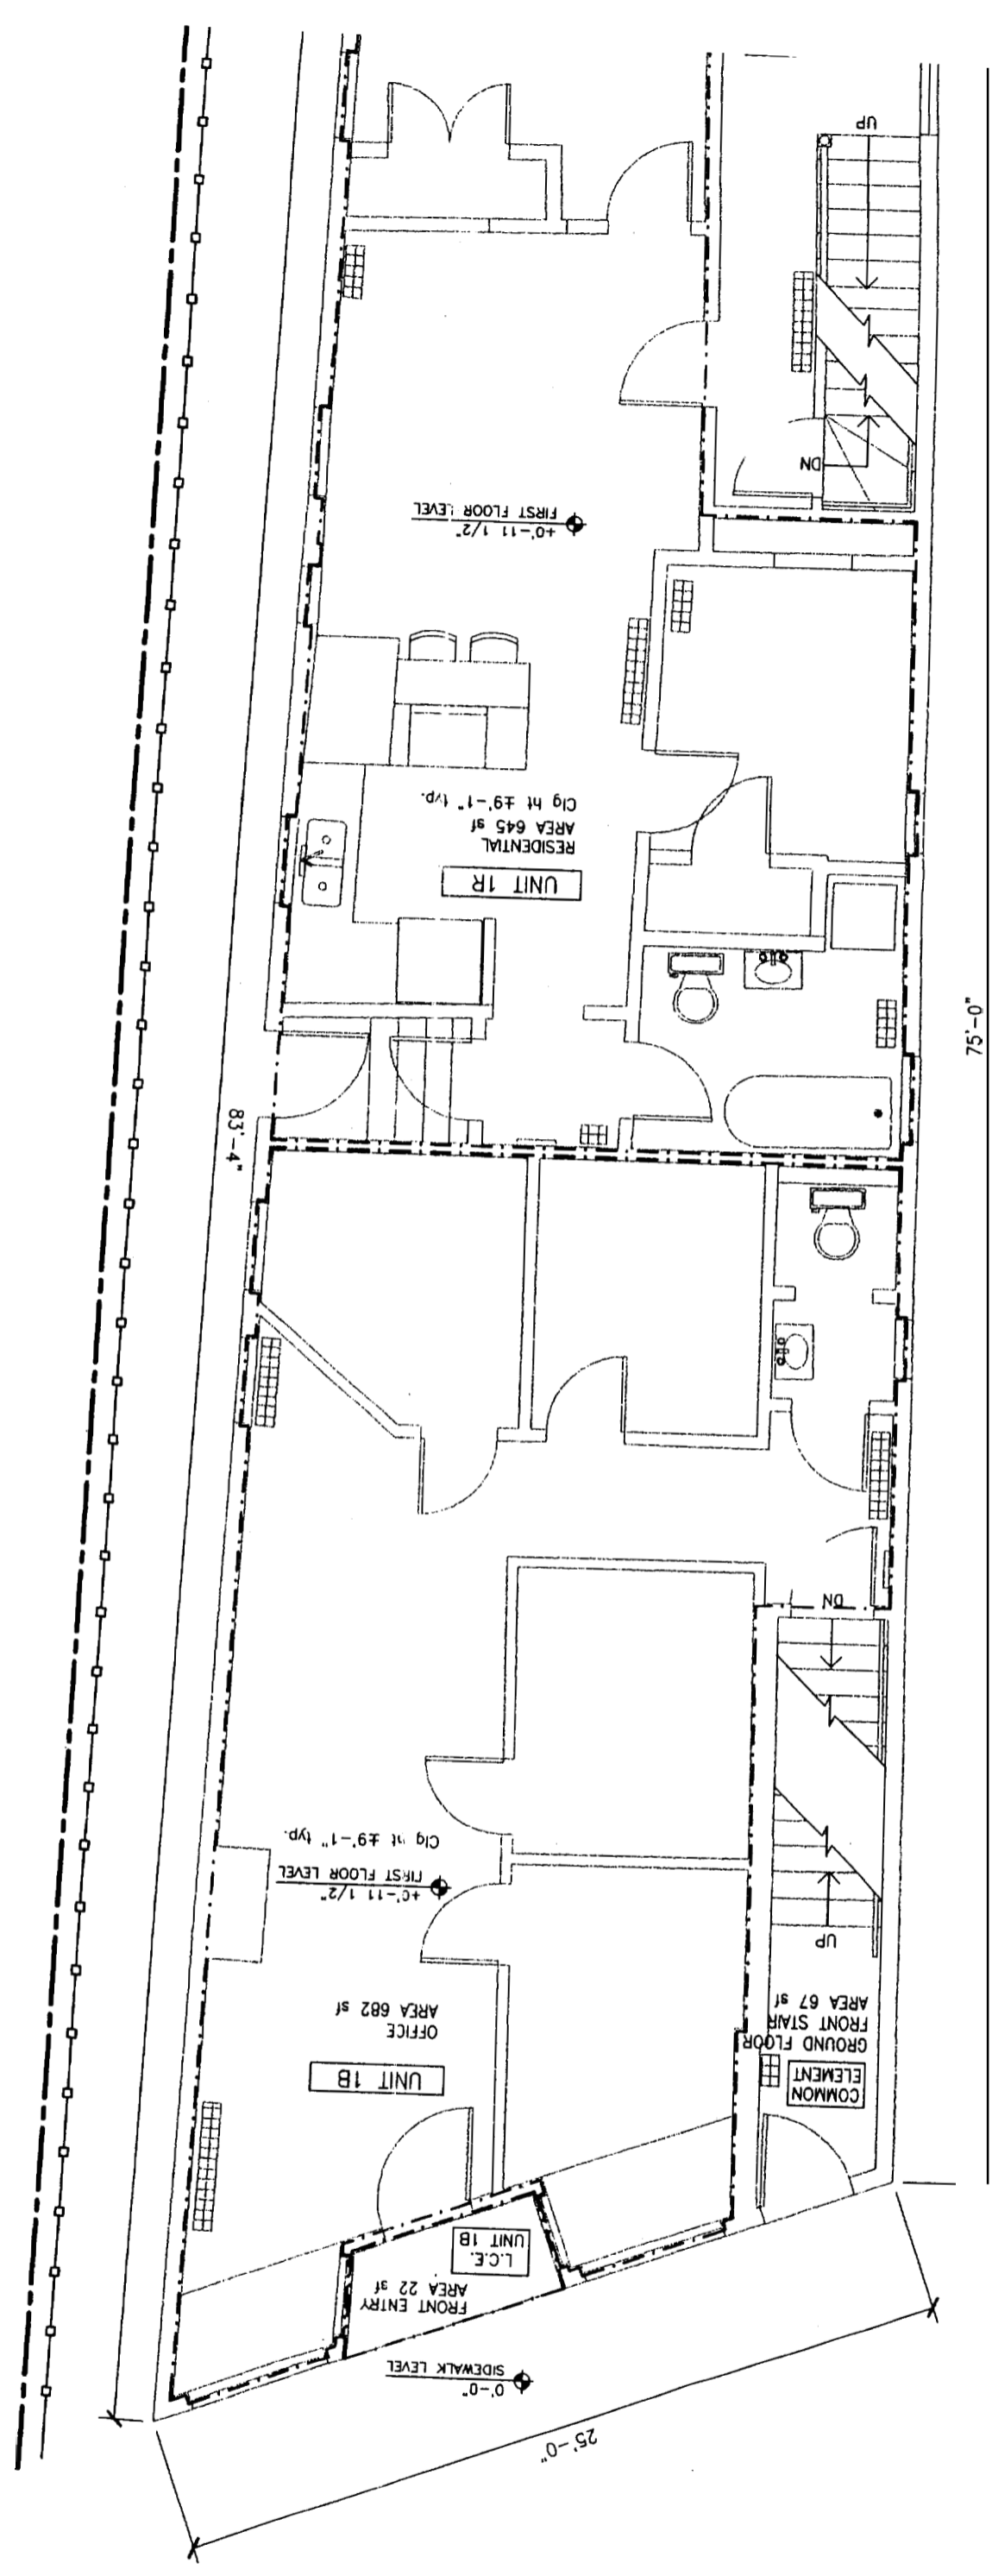 UP
DN
+0'-11 1/2"
FIRST FLOOR LEVEL
UNIT 1R
RESIDENTIAL
AREA 645 sf
Clg ht ±9'-1" typ.
75'-0"
83'-4"
DN
+0'-11 1/2"
FIRST FLOOR LEVEL
Clg ht ±9'-1" typ.
UP
UNIT 1B
OFFICE
AREA 682 sf
COMMON
ELEMENT
GROUND FLOOR
FRONT STAIR
AREA 67 sf
L.C.E.
UNIT 1B
FRONT ENTRY
AREA 22 sf
0'-0"
SIDEWALK LEVEL
25'-0"